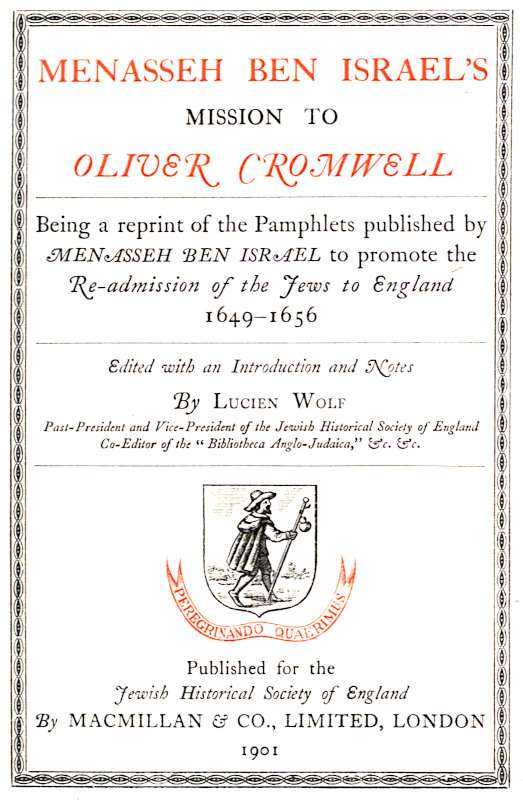 MENASSEH BEN ISRAEL'S
MISSION TO
OLIVER CROMWELL
Being a reprint of the Pamphlets published by
MENASSEH BEN ISRAEL to promote the
Re-admission of the Jews to England
1649–1656
Edited with an Introduction and Notes
By LUCIEN WOLF
Past-President and Vice-President of the Jewish Historical Society of England
Co-Editor of the “ Bibliotheca Anglo-Judaica,” &c. &c.
PEREGRINANDO QUAERIMUS
Published for the
Jewish Historical Society of England
By MACMILLAN & CO., LIMITED, LONDON
1901